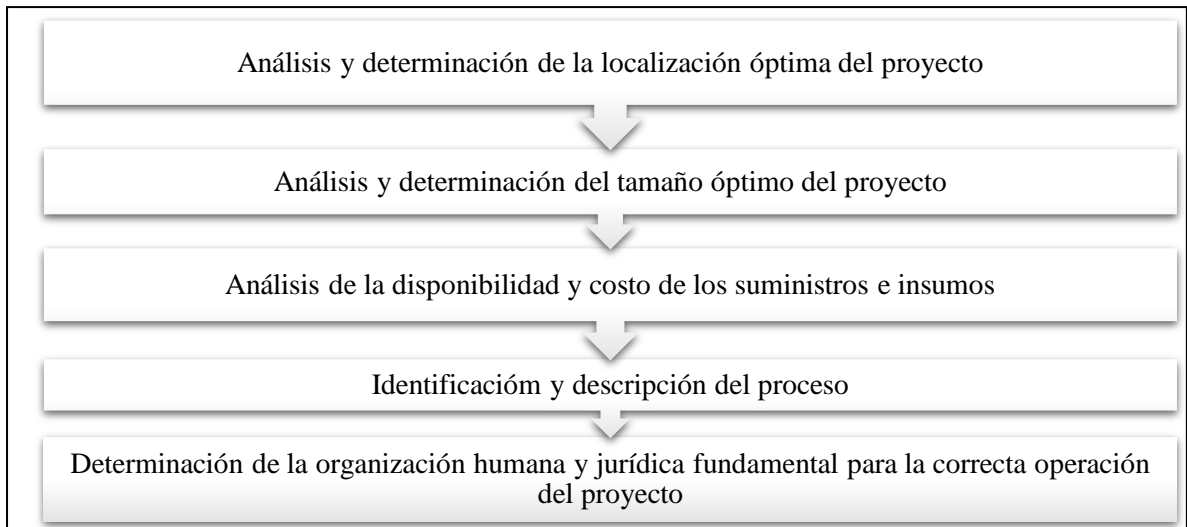 Análisis y determinación de la localización óptima del proyecto
Análisis y determinación del tamaño óptimo del proyecto
Análisis de la disponibilidad y costo de los suministros e insumos
Identificacióm y descripción del proceso
Determinación de la organización humana y jurídica fundamental para la correcta operación
del proyecto